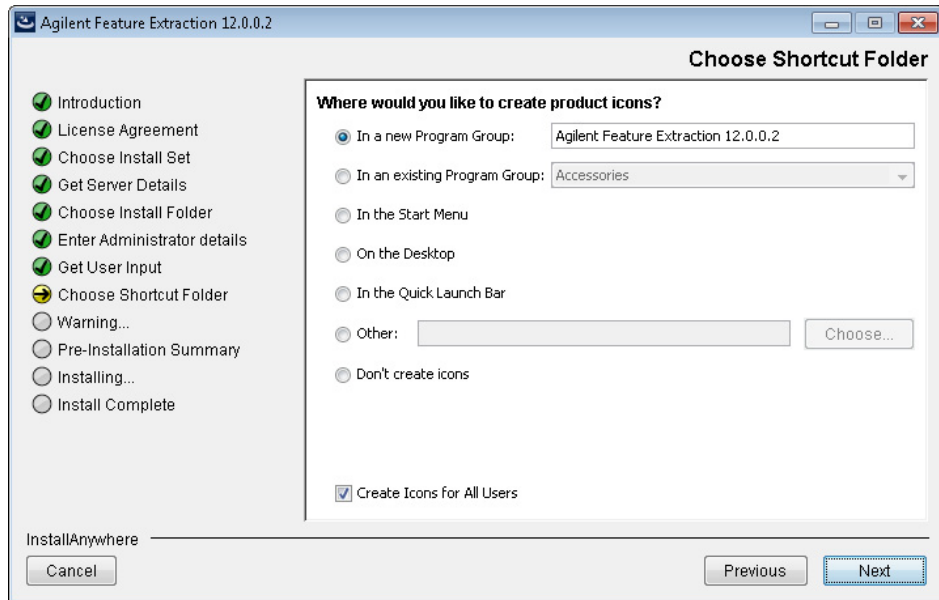 Agilent Feature Extraction 12.0.0.2
Choose Shortcut Folder
Introduction
License Agreement
Choose Install Set
Get Server Details
Choose Install Folder
Enter Administrator details
Get User Input
Choose Shortcut Folder
Warning...
Pre-Installation Summary
Installing...
Install Complete
Where would you like to create product icons?
In a new Program Group: Agilent Feature Extraction 12.0.0.2
In an existing Program Group: Accessories
In the Start Menu
On the Desktop
In the Quick Launch Bar
Other: Choose...
Don't create icons
Create Icons for All Users
InstallAnywhere
Cancel Previous Next